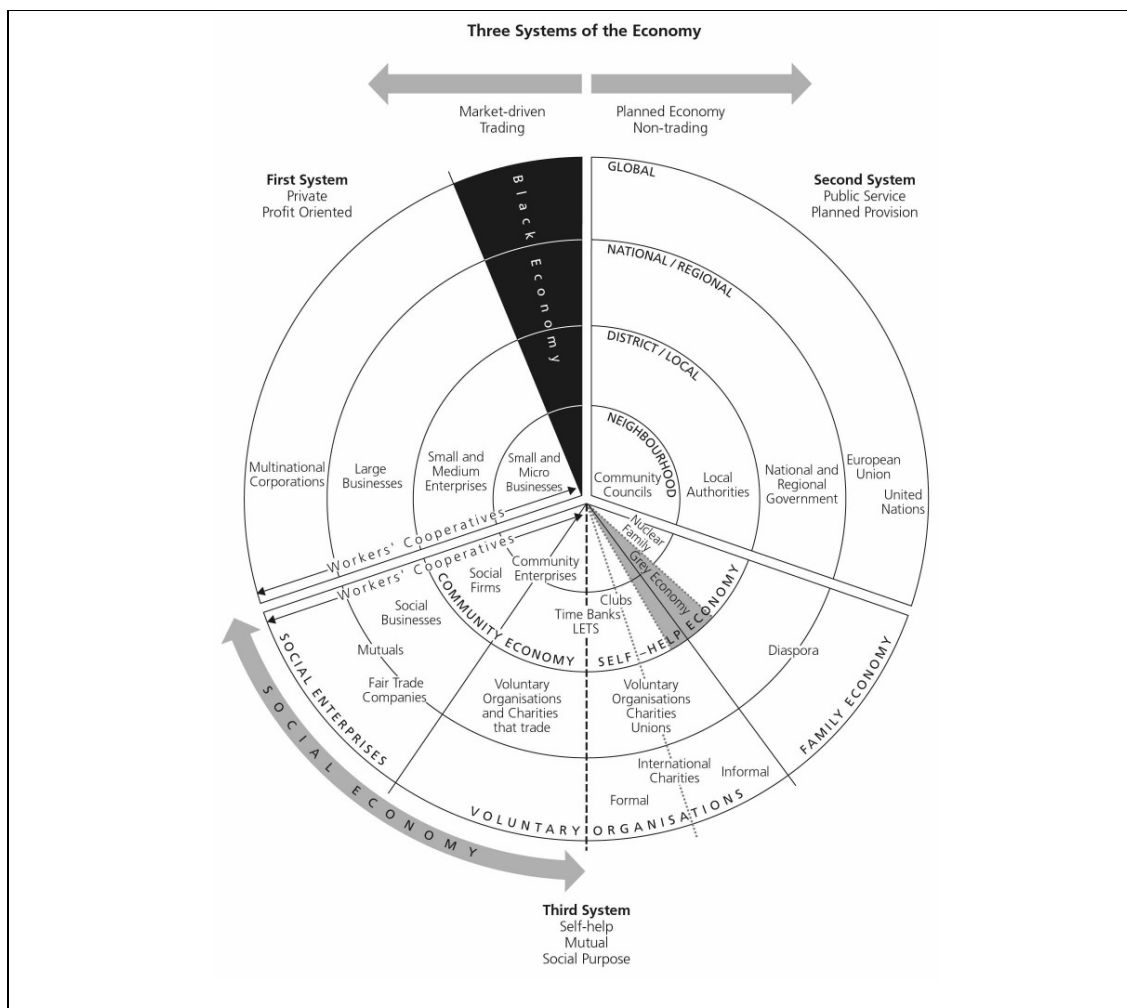 Three Systems of the Economy
Market-driven
Trading
Planned Economy
Non-trading
First System
Private
Profit Oriented
Second System
Public Service
Planned Provision
Black Economy
GLOBAL
NATIONAL / REGIONAL
DISTRICT / LOCAL
NEIGHBOURHOOD
Multinational
Corporations
Large
Businesses
Small and
Medium
Enterprises
Small and
Micro
Businesses
Community
Councils
Local
Authorities
National and
Regional
Government
European
Union
United
Nations
Workers' Cooperatives
Workers' Cooperatives
Nuclear
Family
Grey Economy
Social
Firms
Community
Enterprises
Clubs
Time Banks
LETS
Social
Businesses
COMMUNITY ECONOMY
SELF-HELP ECONOMY
Mutuals
Fair Trade
Companies
Voluntary
Organisations
and Charities
that trade
Voluntary
Organisations
Charities
Unions
Diaspora
SOCIAL ENTERPRISES
FAMILY ECONOMY
International
Charities
Informal
Formal
VOLUNTARY ORGANISATIONS
SOCIAL ECONOMY
Third System
Self-help
Mutual
Social Purpose